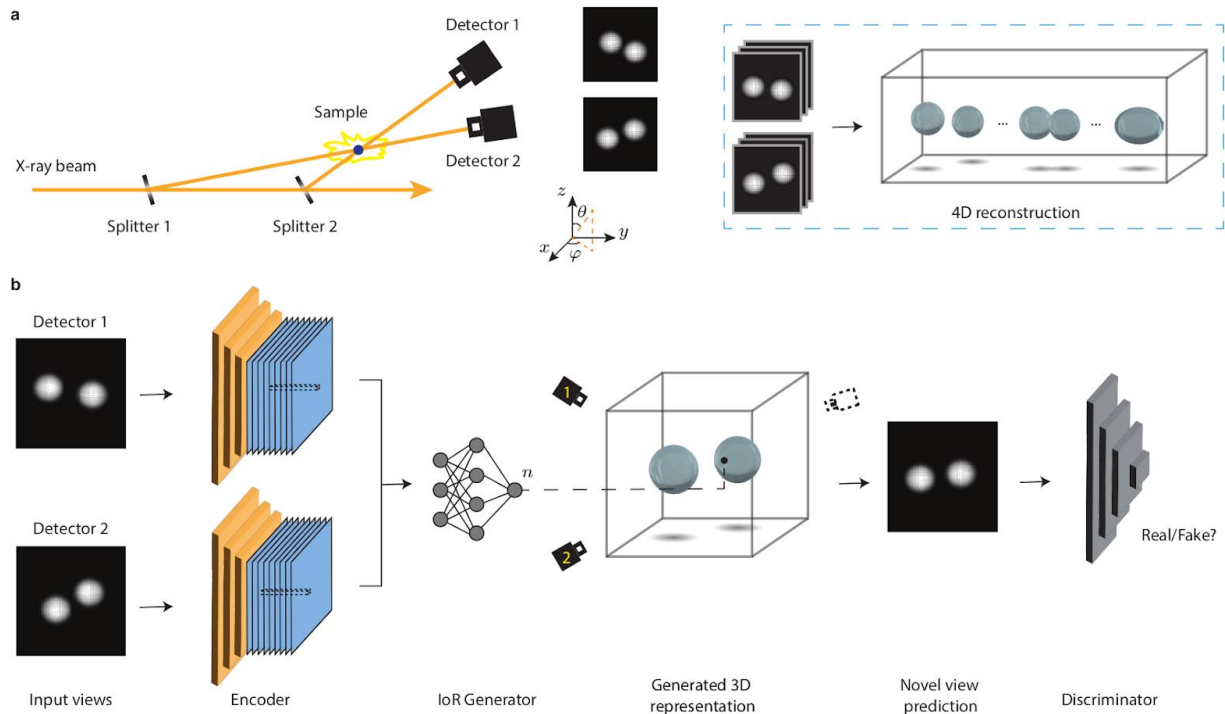 a
Detector 1
Sample
Detector 2
X-ray beam
Splitter 1
Splitter 2
z
θ
y
x
φ
...
...
4D reconstruction
b
Detector 1
Detector 2
n
1
2
Real/Fake?
Input views
Encoder
IoR Generator
Generated 3D
representation
Novel view
prediction
Discriminator